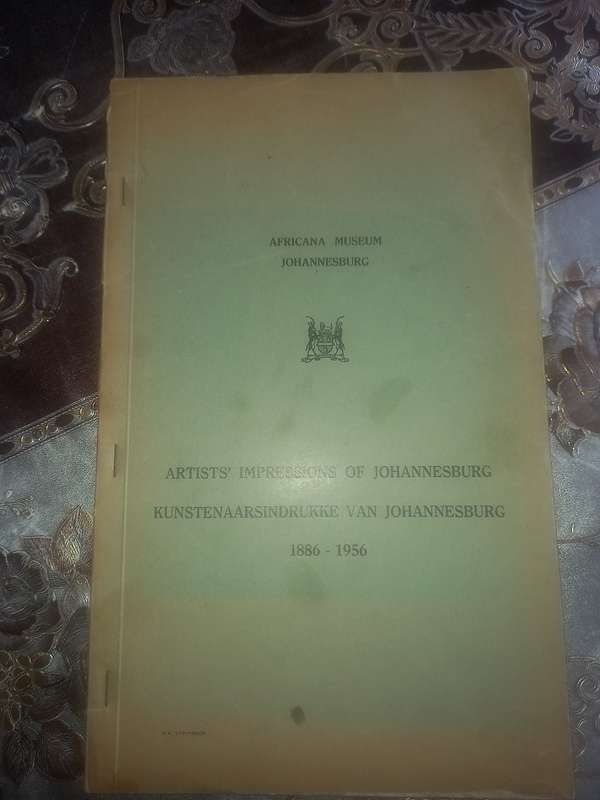 AFRICANA MUSEUM
JOHANNESBURG
ARTISTS' IMPRESSIONS OF JOHANNESBURG
KUNSTENAARSINDRUKKE VAN JOHANNESBURG
1886 - 1956